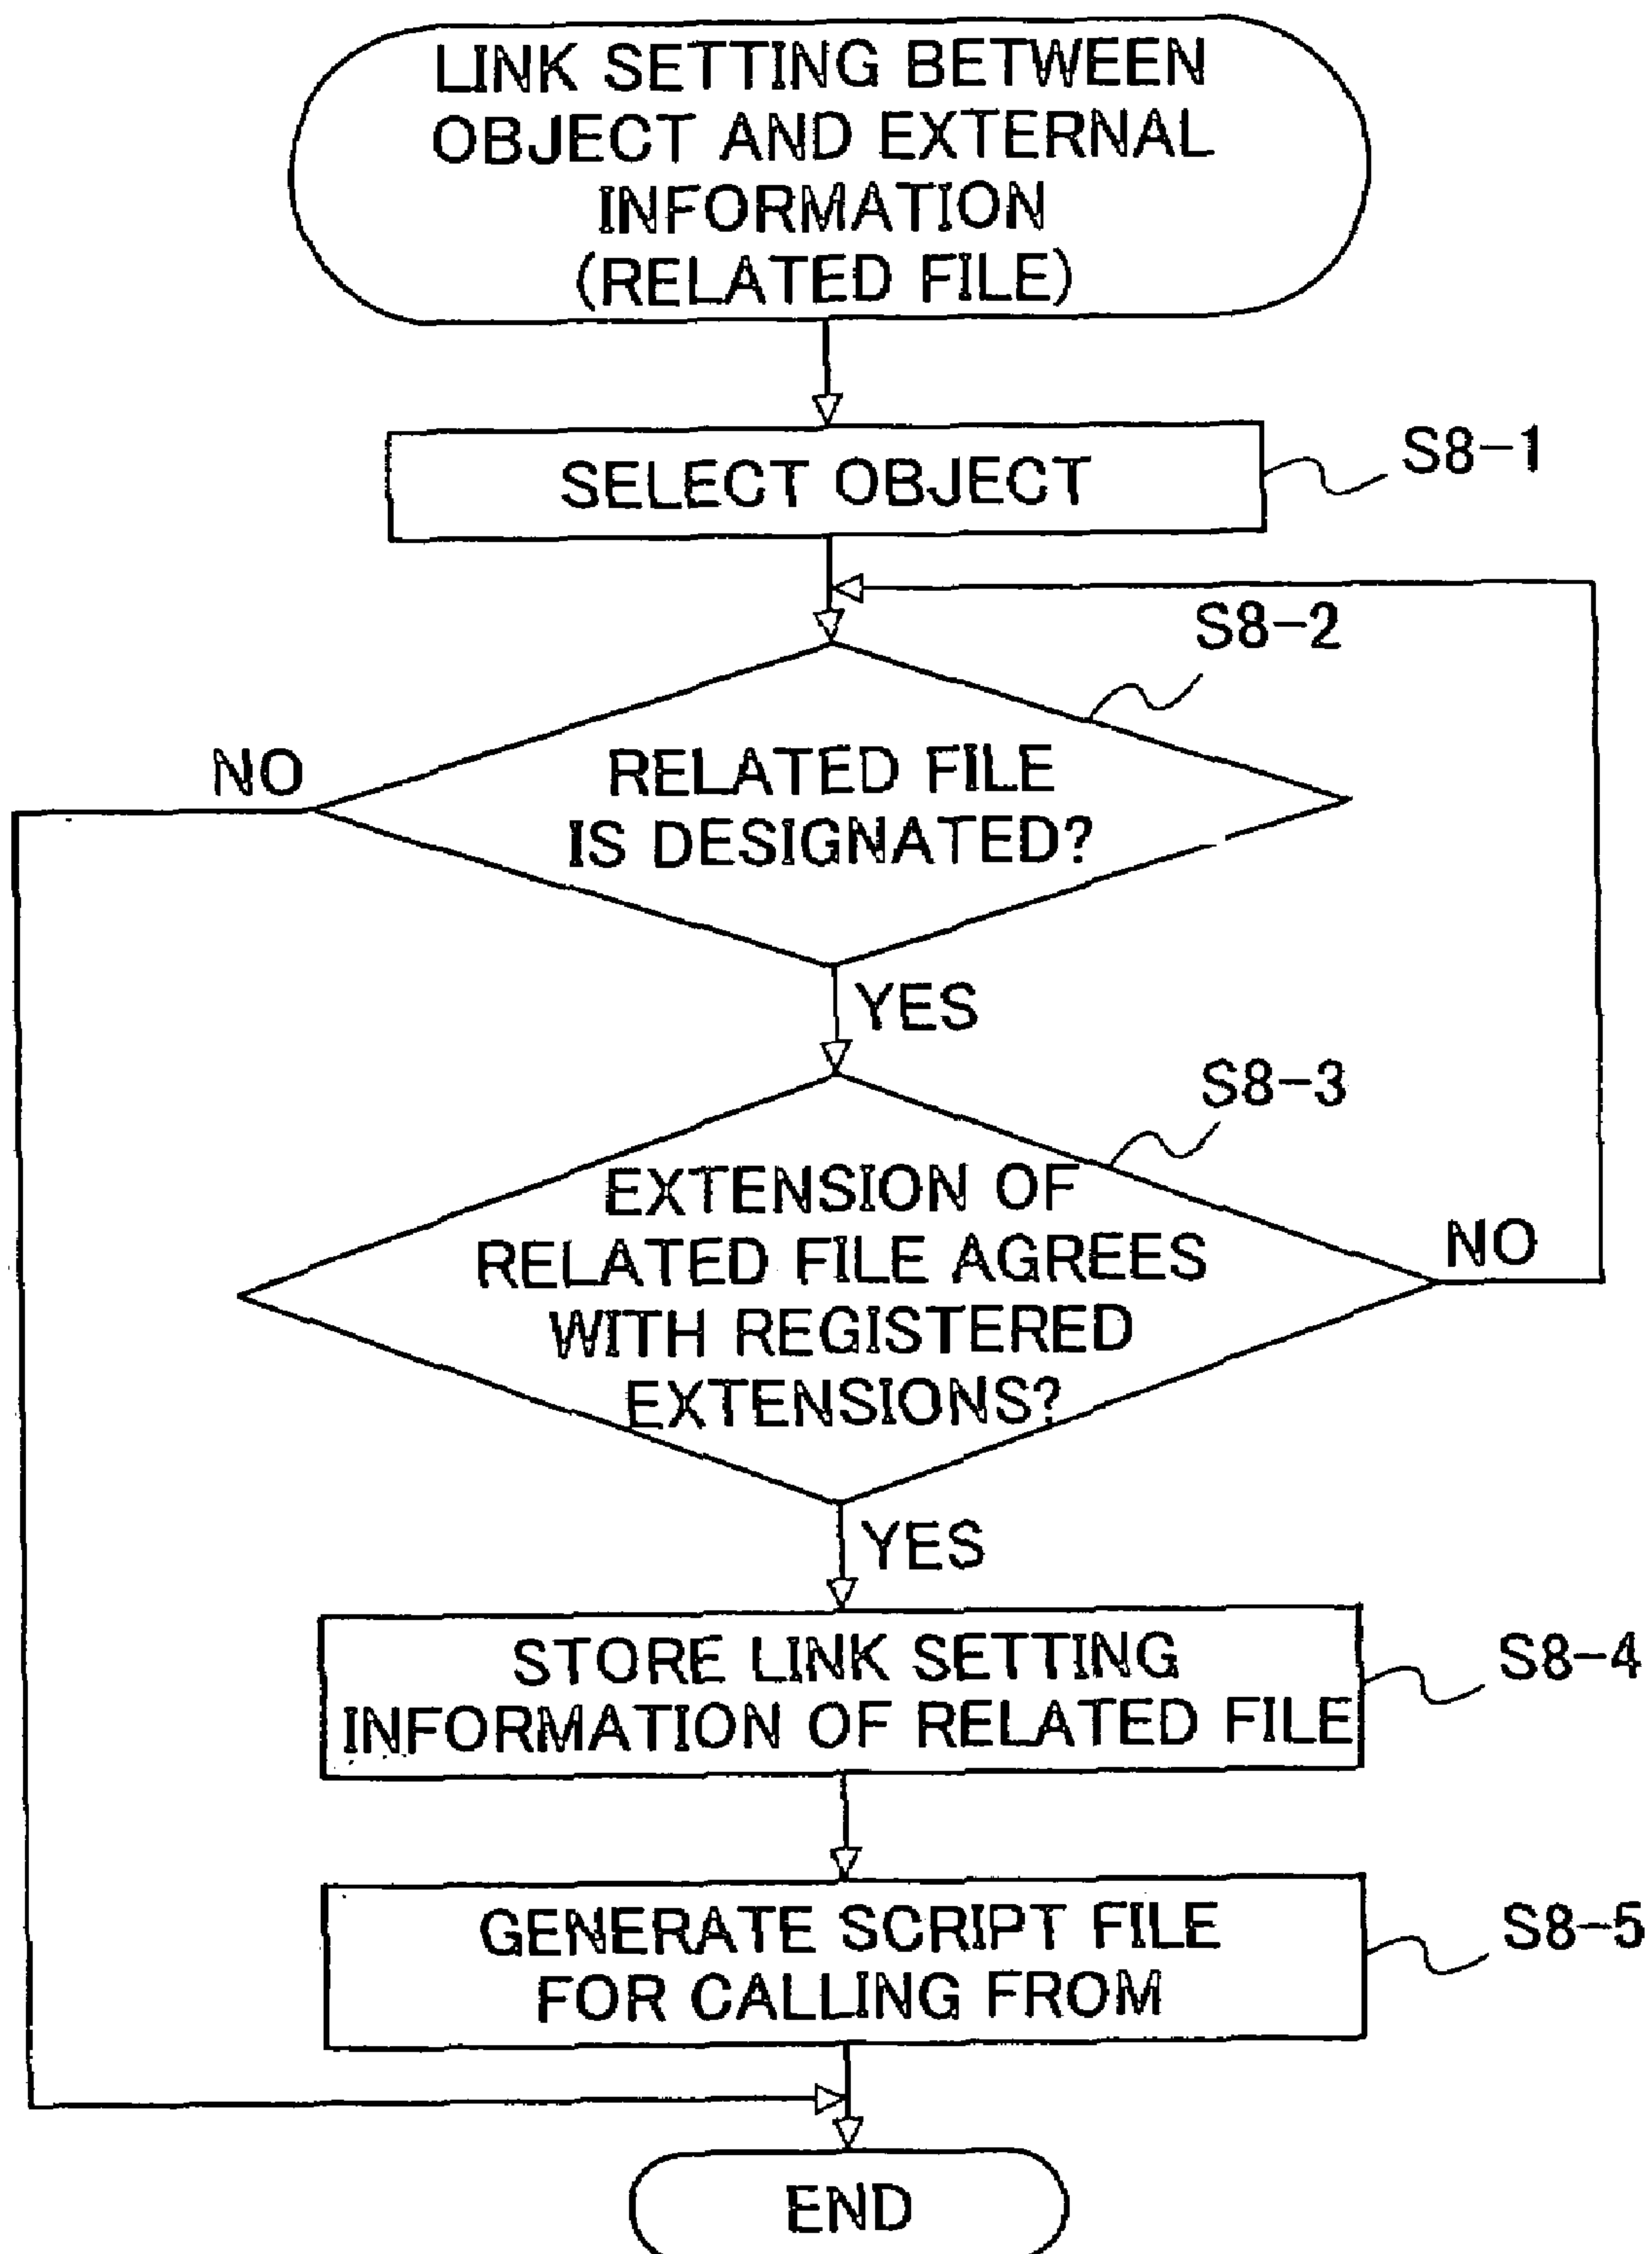 LINK SETTING BETWEEN
OBJECT AND EXTERNAL
INFORMATION
(RELATED FILE)
SELECT OBJECT
S8-1
S8-2
NO
RELATED FILE
IS DESIGNATED?
YES
S8-3
EXTENSION OF
RELATED FILE AGREES
WITH REGISTERED
EXTENSIONS?
NO
YES
STORE LINK SETTING
INFORMATION OF RELATED FILE
S8-4
GENERATE SCRIPT FILE
FOR CALLING FROM
S8-5
END